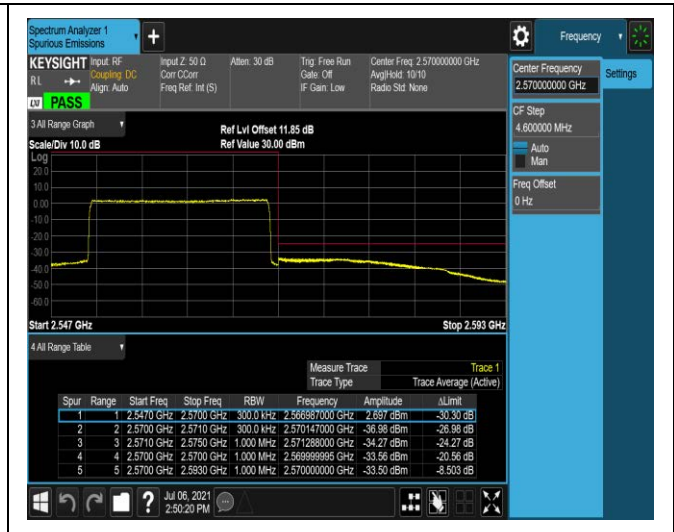 Spectrum Analyzer 1
Spurious Emissions
+
Frequency
KEYSIGHT Input: RF Input Z: 50 Ω Atten: 30 dB Trig: Free Run Center Freq: 2.570000000 GHz
RL Coupling: DC Corr CCorr Gate: Off Avg|Hold: 10/10
Align: Auto Freq Ref: Int (S) IF Gain: Low Radio Std: None
LXI PASS
Center Frequency
2.570000000 GHz
Settings
CF Step
4.600000 MHz
Auto
Man
Freq Offset
0 Hz
3 All Range Graph
Ref Lvl Offset 11.85 dB
Scale/Div 10.0 dB Ref Value 30.00 dBm
Log
20.0
10.0
0.00
-10.0
-20.0
-30.0
-40.0
-50.0
-60.0
Start 2.547 GHz Stop 2.593 GHz
4 All Range Table
Measure Trace Trace 1
Trace Type Trace Average (Active)
Spur Range Start Freq Stop Freq RBW Frequency Amplitude ΔLimit
1 1 2.5470 GHz 2.5700 GHz 300.0 kHz 2.566987000 GHz 2.697 dBm -30.30 dB
2 2 2.5700 GHz 2.5710 GHz 300.0 kHz 2.570147000 GHz -36.98 dBm -26.98 dB
3 3 2.5710 GHz 2.5750 GHz 1.000 MHz 2.571288000 GHz -34.27 dBm -24.27 dB
4 4 2.5700 GHz 2.5700 GHz 1.000 MHz 2.569999995 GHz -33.56 dBm -20.56 dB
5 5 2.5700 GHz 2.5930 GHz 1.000 MHz 2.570000000 GHz -33.50 dBm -8.503 dB
?
Jul 06, 2021
2:50:20 PM